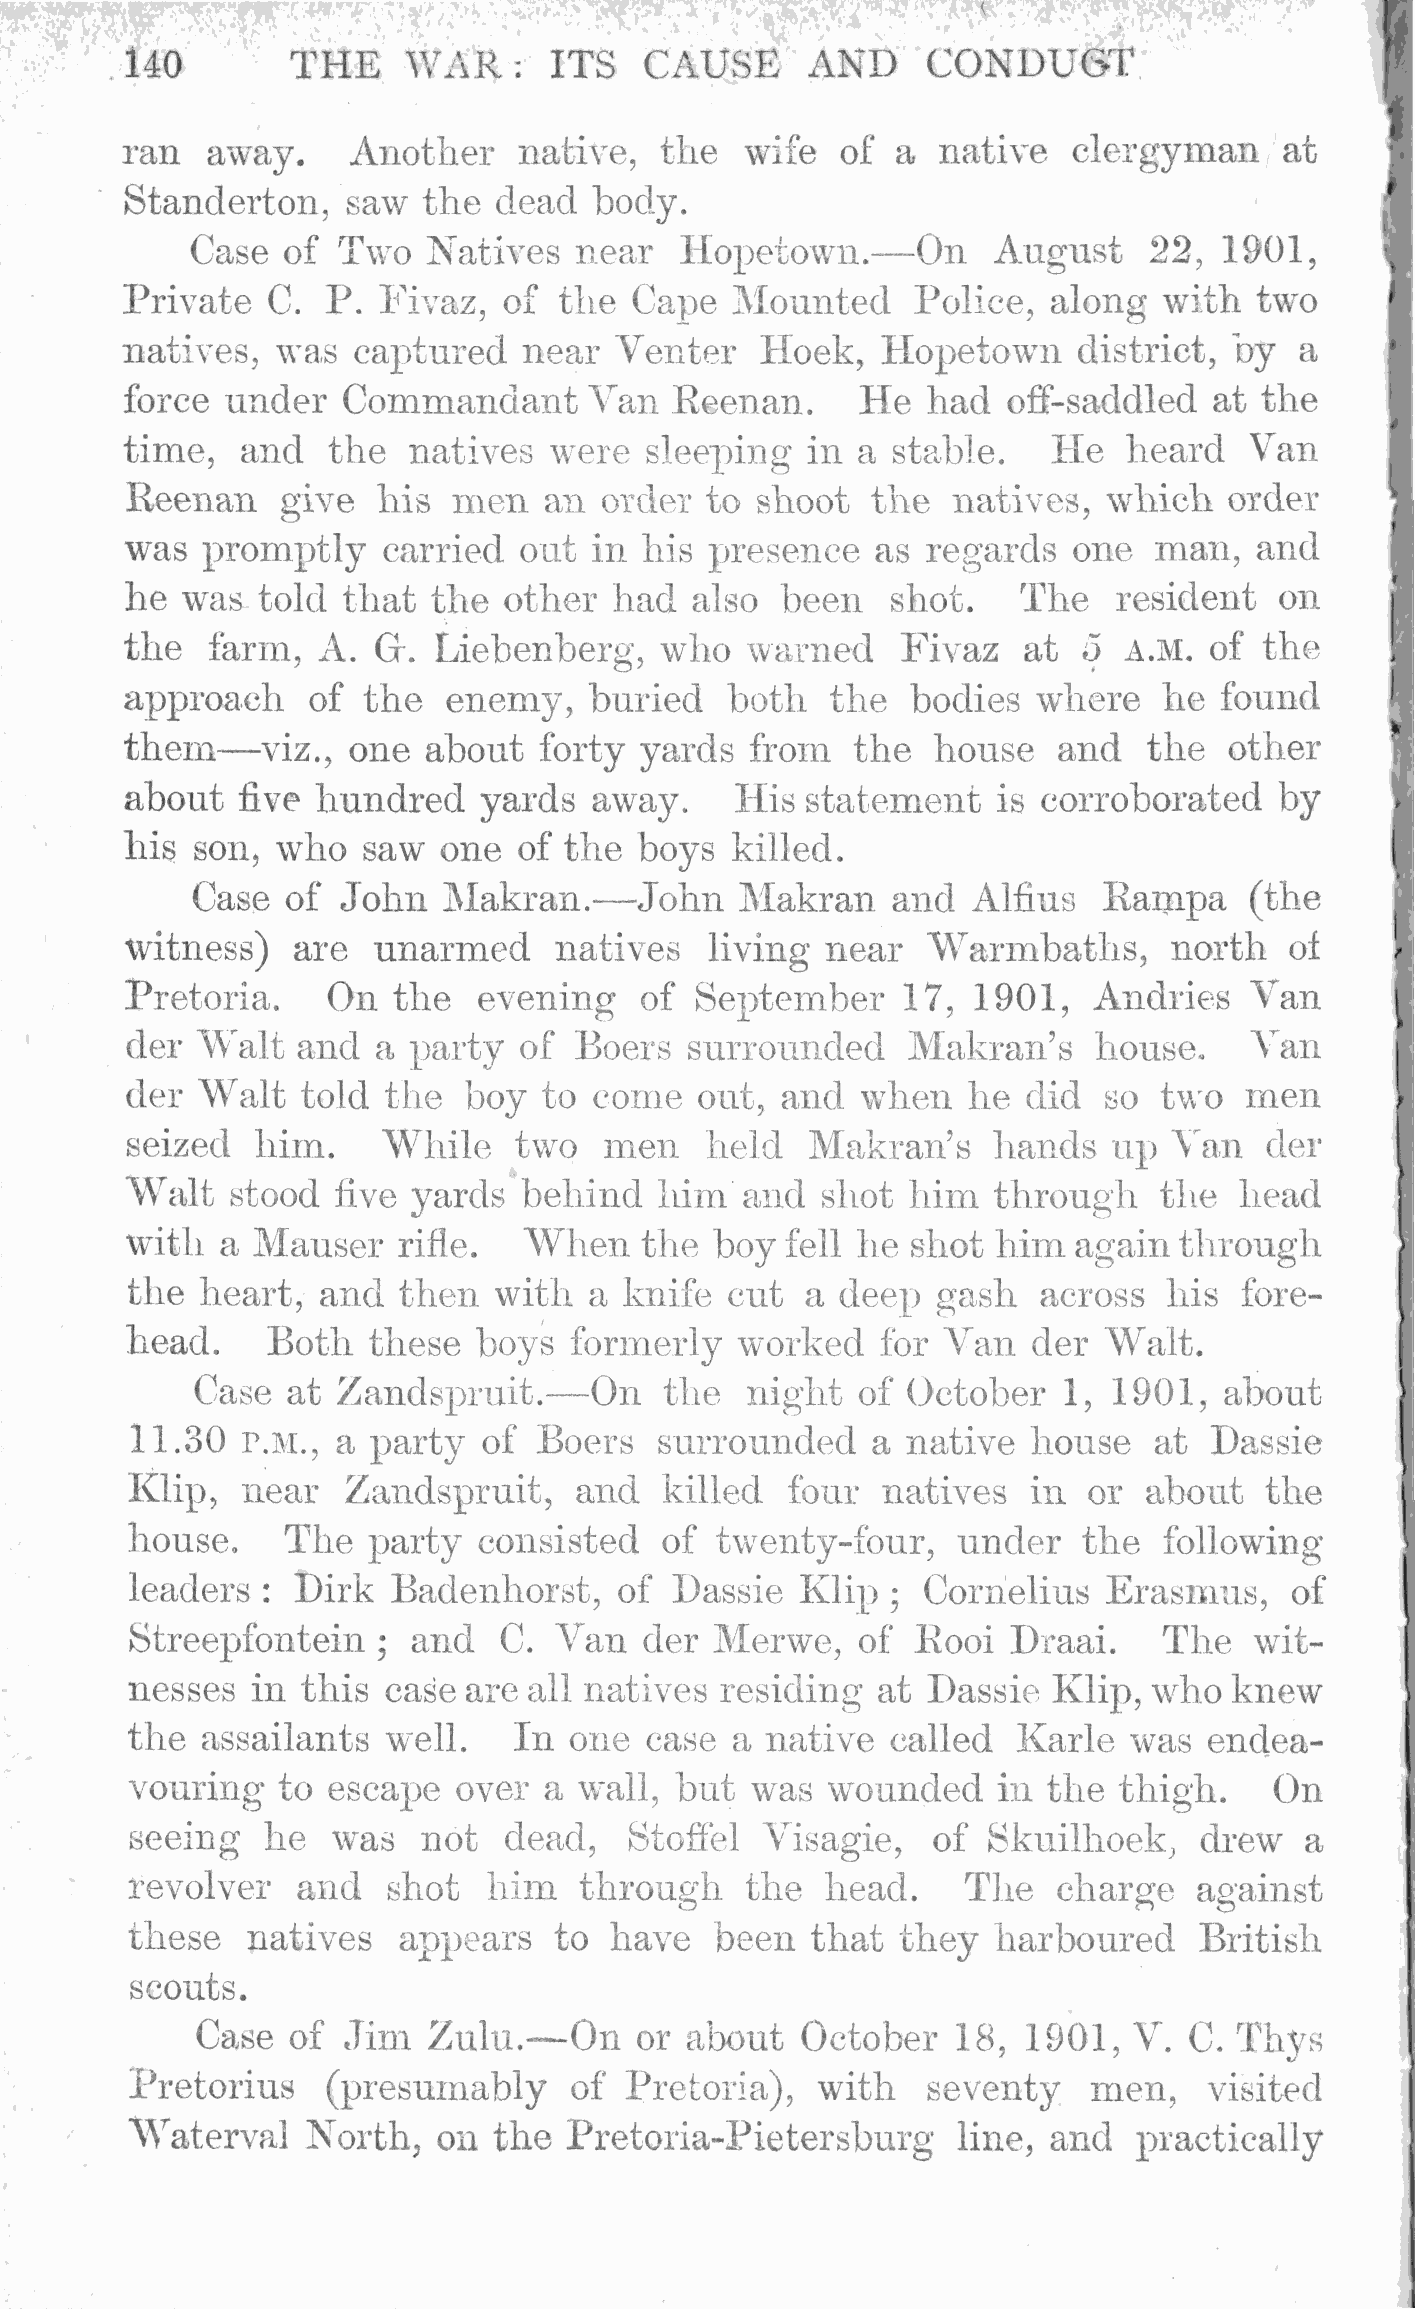 140 THE WAR: ITS CAUSE AND CONDUCT
ran away. Another native, the wife of a native clergyman at
Standerton, saw the dead body.
Case of Two Natives near Hopetown.—On August 22, 1901,
Private C. P. Fivaz, of the Cape Mounted Police, along with two
natives, was captured near Venter Hoek, Hopetown district, by a
force under Commandant Van Reenan. He had off-saddled at the
time, and the natives were sleeping in a stable. He heard Van
Reenan give his men an order to shoot the natives, which order
was promptly carried out in his presence as regards one man, and
he was told that the other had also been shot. The resident on
the farm, A. G. Liebenberg, who warned Fivaz at 5 A.M. of the
approach of the enemy, buried both the bodies where he found
them—viz., one about forty yards from the house and the other
about five hundred yards away. His statement is corroborated by
his son, who saw one of the boys killed.
Case of John Makran.—John Makran and Alfius Rampa (the
witness) are unarmed natives living near Warmbaths, north of
Pretoria. On the evening of September 17, 1901, Andries Van
der Walt and a party of Boers surrounded Makran's house. Van
der Walt told the boy to come out, and when he did so two men
seized him. While two men held Makran's hands up Van der
Walt stood five yards behind him and shot him through the head
with a Mauser rifle. When the boy fell he shot him again through
the heart, and then with a knife cut a deep gash across his fore-
head. Both these boys formerly worked for Van der Walt.
Case at Zandspruit.—On the night of October 1, 1901, about
11.30 P.M., a party of Boers surrounded a native house at Dassie
Klip, near Zandspruit, and killed four natives in or about the
house. The party consisted of twenty-four, under the following
leaders : Dirk Badenhorst, of Dassie Klip ; Cornelius Erasmus, of
Streepfontein ; and C. Van der Merwe, of Rooi Draai. The wit-
nesses in this case are all natives residing at Dassie Klip, who knew
the assailants well. In one case a native called Karle was endea-
vouring to escape over a wall, but was wounded in the thigh. On
seeing he was not dead, Stoffel Visagie, of Skuilhoek, drew a
revolver and shot him through the head. The charge against
these natives appears to have been that they harboured British
scouts.
Case of Jim Zulu.—On or about October 18, 1901, V. C. Thys
Pretorius (presumably of Pretoria), with seventy men, visited
Waterval North, on the Pretoria-Pietersburg line, and practically